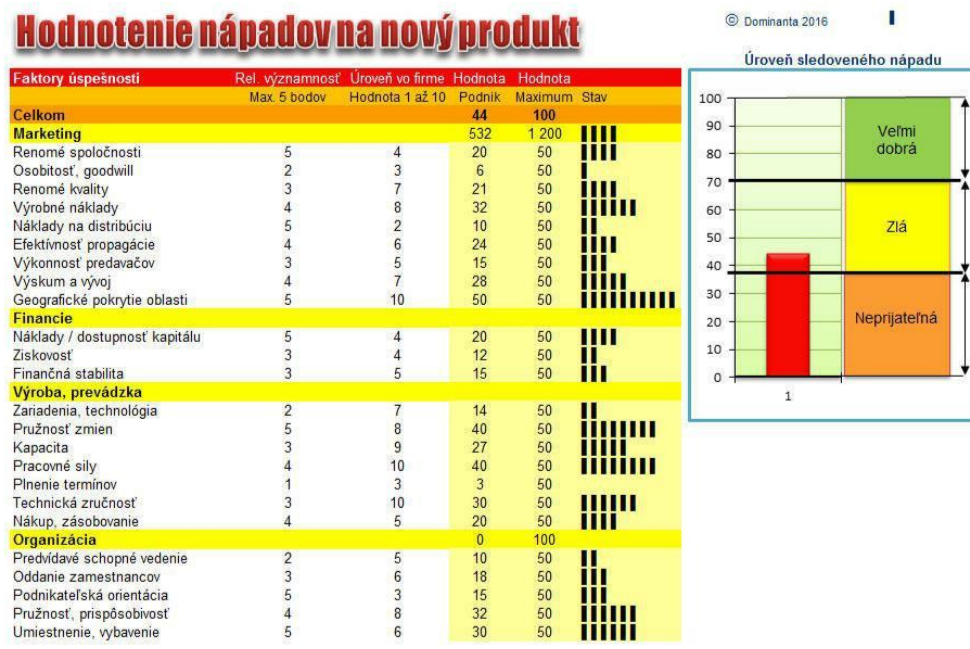 Hodnotenie nápadov na nový produkt
© Dominanta 2016
Faktory úspešnosti Rel. významnosť Úroveň vo firme Hodnota Hodnota
Max. 5 bodov Hodnota 1 až 10 Podnik Maximum Stav
Celkom 44 100
Marketing 532 1 200
Renomé spoločnosti 5 4 20 50
Osobitosť, goodwill 2 3 6 50
Renomé kvality 3 7 21 50
Výrobné náklady 4 8 32 50
Náklady na distribúciu 5 2 10 50
Efektívnosť propagácie 4 6 24 50
Výkonnosť predavačov 3 5 15 50
Výskum a vývoj 4 7 28 50
Geografické pokrytie oblasti 5 10 50 50
Financie
Náklady / dostupnosť kapitálu 5 4 20 50
Ziskovosť 3 4 12 50
Finančná stabilita 3 5 15 50
Výroba, prevádzka
Zariadenia, technológia 2 7 14 50
Pružnosť zmien 5 8 40 50
Kapacita 3 9 27 50
Pracovné sily 4 10 40 50
Plnenie termínov 1 3 3 50
Technická zručnosť 3 10 30 50
Nákup, zásobovanie 4 5 20 50
Organizácia 0 100
Predvídavé schopné vedenie 2 5 10 50
Oddanie zamestnancov 3 6 18 50
Podnikateľská orientácia 5 3 15 50
Pružnosť, prispôsobivosť 4 8 32 50
Umiestnenie, vybavenie 5 6 30 50
Úroveň sledoveného nápadu
100
90
80
70
60
50
40
30
20
10
0
1
Veľmi
dobrá
Zlá
Neprijateľná